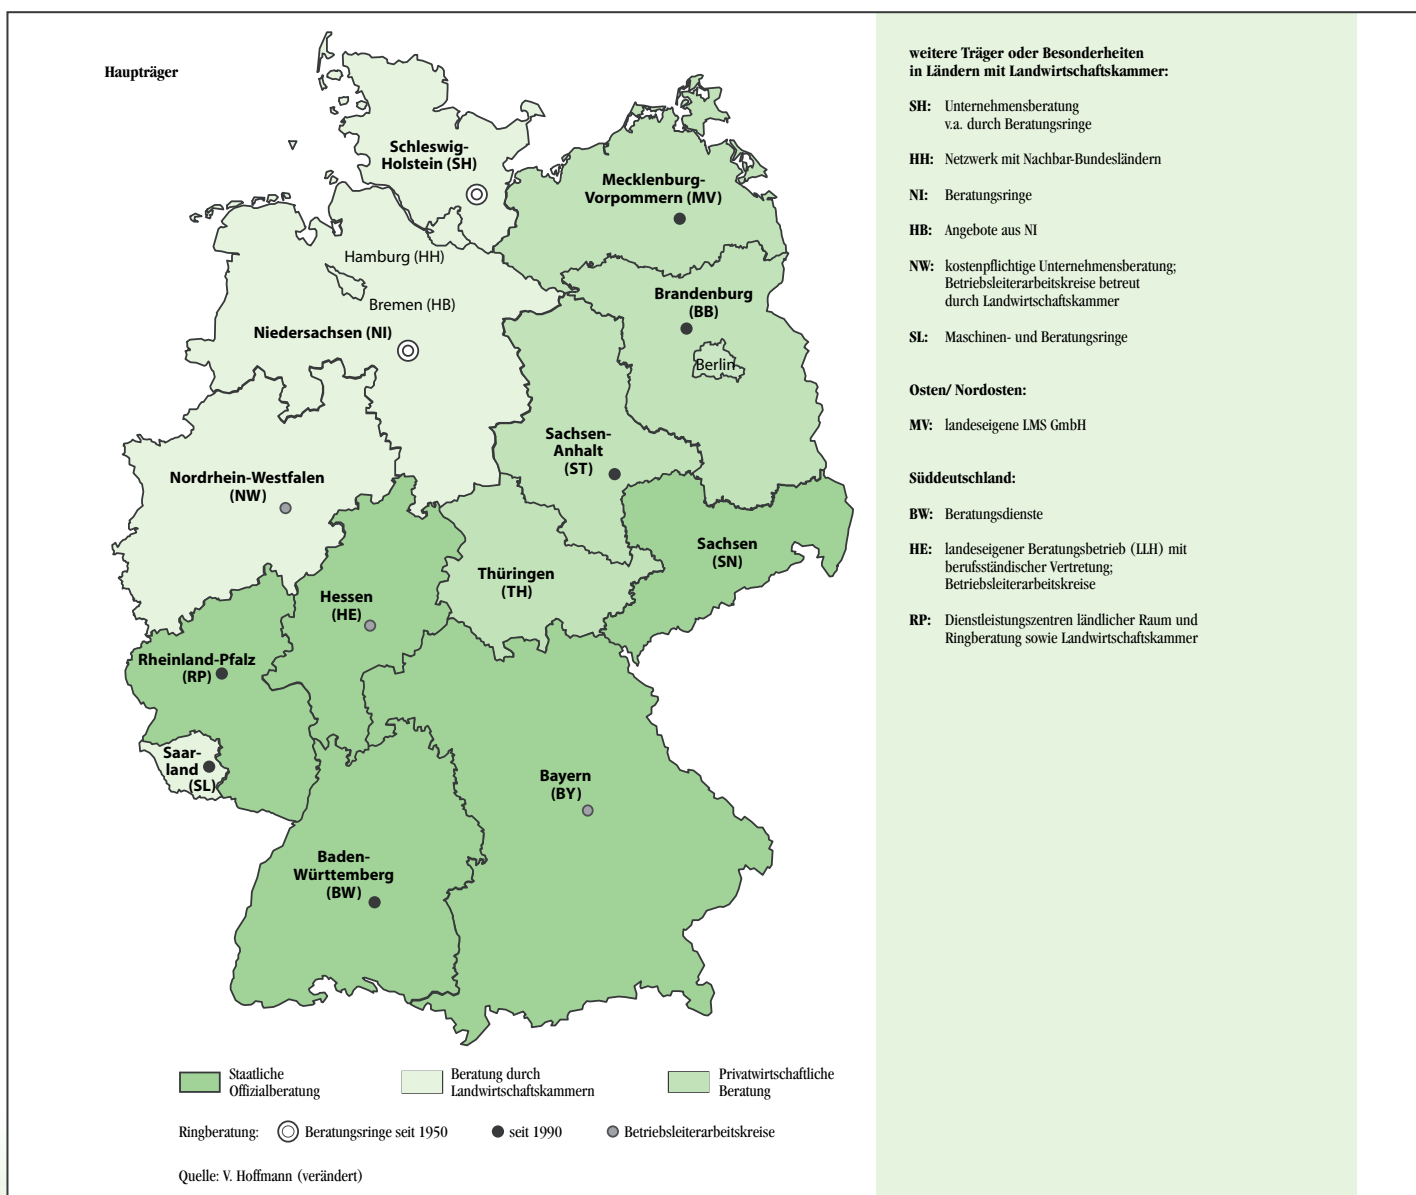 Haupträger
Schleswig-
Holstein (SH)
Mecklenburg-
Vorpommern (MV)
Hamburg (HH)
Bremen (HB)
Niedersachsen (NI)
Brandenburg
(BB)
Berlin
Sachsen-
Anhalt
(ST)
Nordrhein-Westfalen
(NW)
Sachsen
(SN)
Thüringen
(TH)
Hessen
(HE)
Rheinland-Pfalz
(RP)
Saar-
land
(SL)
Bayern
(BY)
Baden-
Württemberg
(BW)
Staatliche
Offizialberatung
Beratung durch
Landwirtschaftskammern
Privatwirtschaftliche
Beratung
Ringberatung: Beratungsringe seit 1950 seit 1990 Betriebsleiterarbeitskreise
Quelle: V. Hoffmann (verändert)
weitere Träger oder Besonderheiten
in Ländern mit Landwirtschaftskammer:
SH: Unternehmensberatung
v.a. durch Beratungsringe
HH: Netzwerk mit Nachbar-Bundesländern
NI: Beratungsringe
HB: Angebote aus NI
NW: kostenpflichtige Unternehmensberatung;
Betriebsleiterarbeitskreise betreut
durch Landwirtschaftskammer
SL: Maschinen- und Beratungsringe
Osten/ Nordosten:
MV: landeseigene LMS GmbH
Süddeutschland:
BW: Beratungsdienste
HE: landeseigener Beratungsbetrieb (LLH) mit
berufsständischer Vertretung;
Betriebsleiterarbeitskreise
RP: Dienstleistungszentren ländlicher Raum und
Ringberatung sowie Landwirtschaftskammer